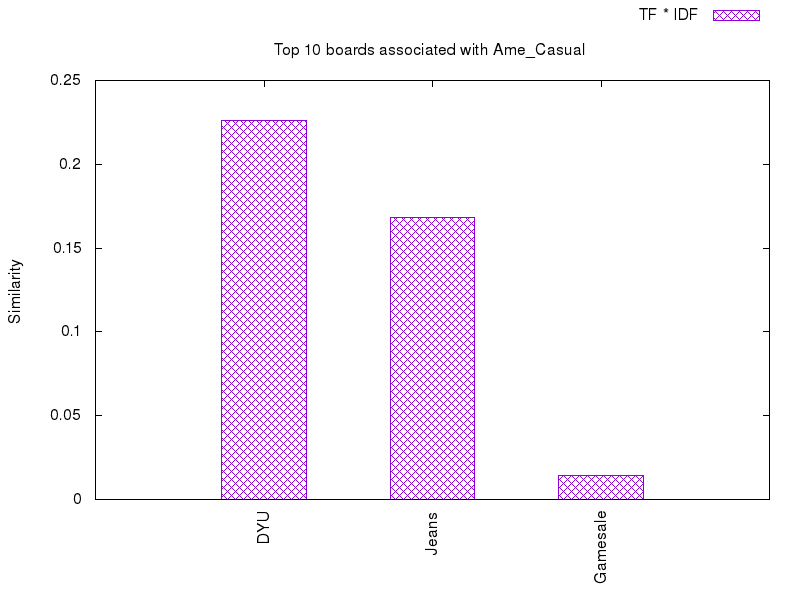 TF * IDF
Top 10 boards associated with Ame_Casual
0.25
0.2
0.15
0.1
0.05
0
Similarity
DYU
Jeans
Gamesale